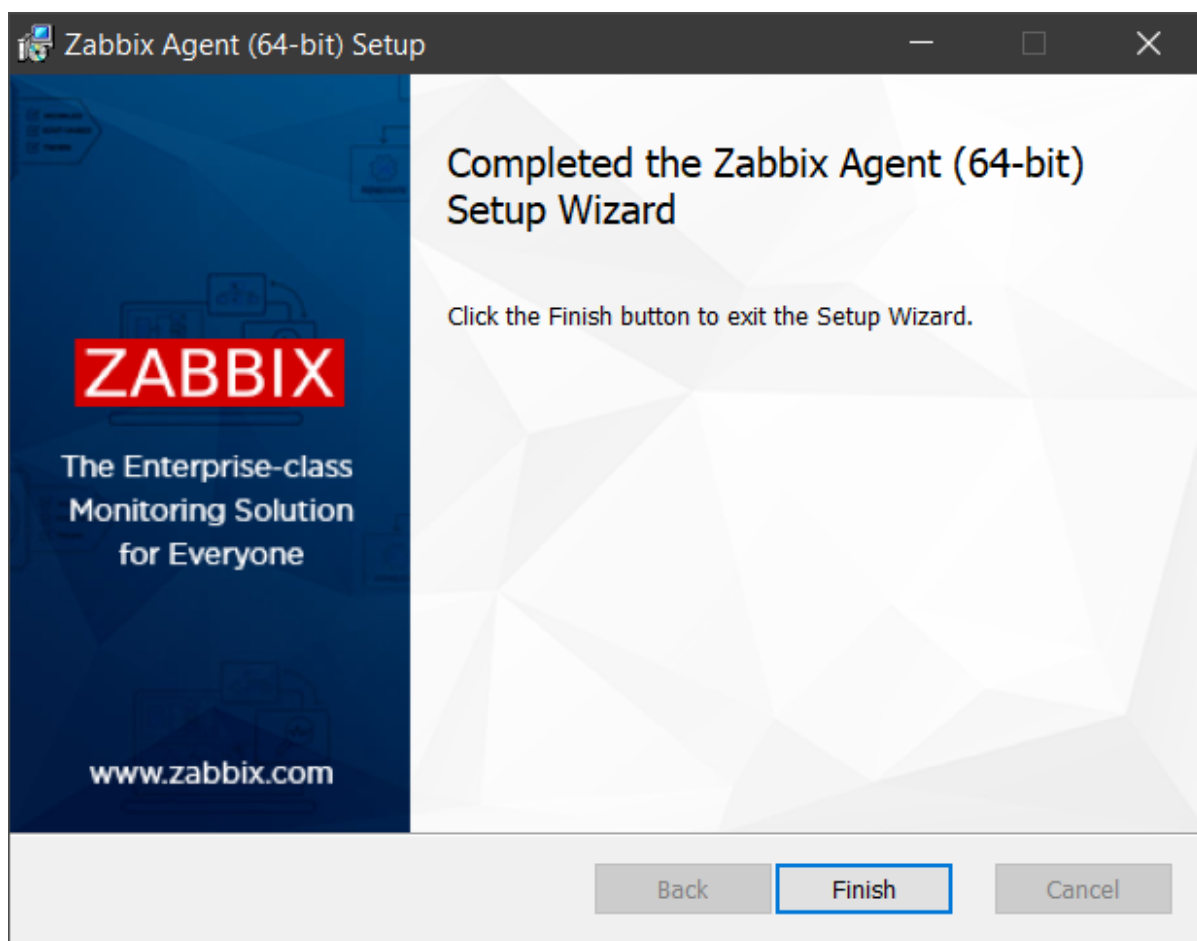 Zabbix Agent (64-bit) Setup
Completed the Zabbix Agent (64-bit)
Setup Wizard
Click the Finish button to exit the Setup Wizard.
ZABBIX
The Enterprise-class
Monitoring Solution
for Everyone
www.zabbix.com
Back
Finish
Cancel